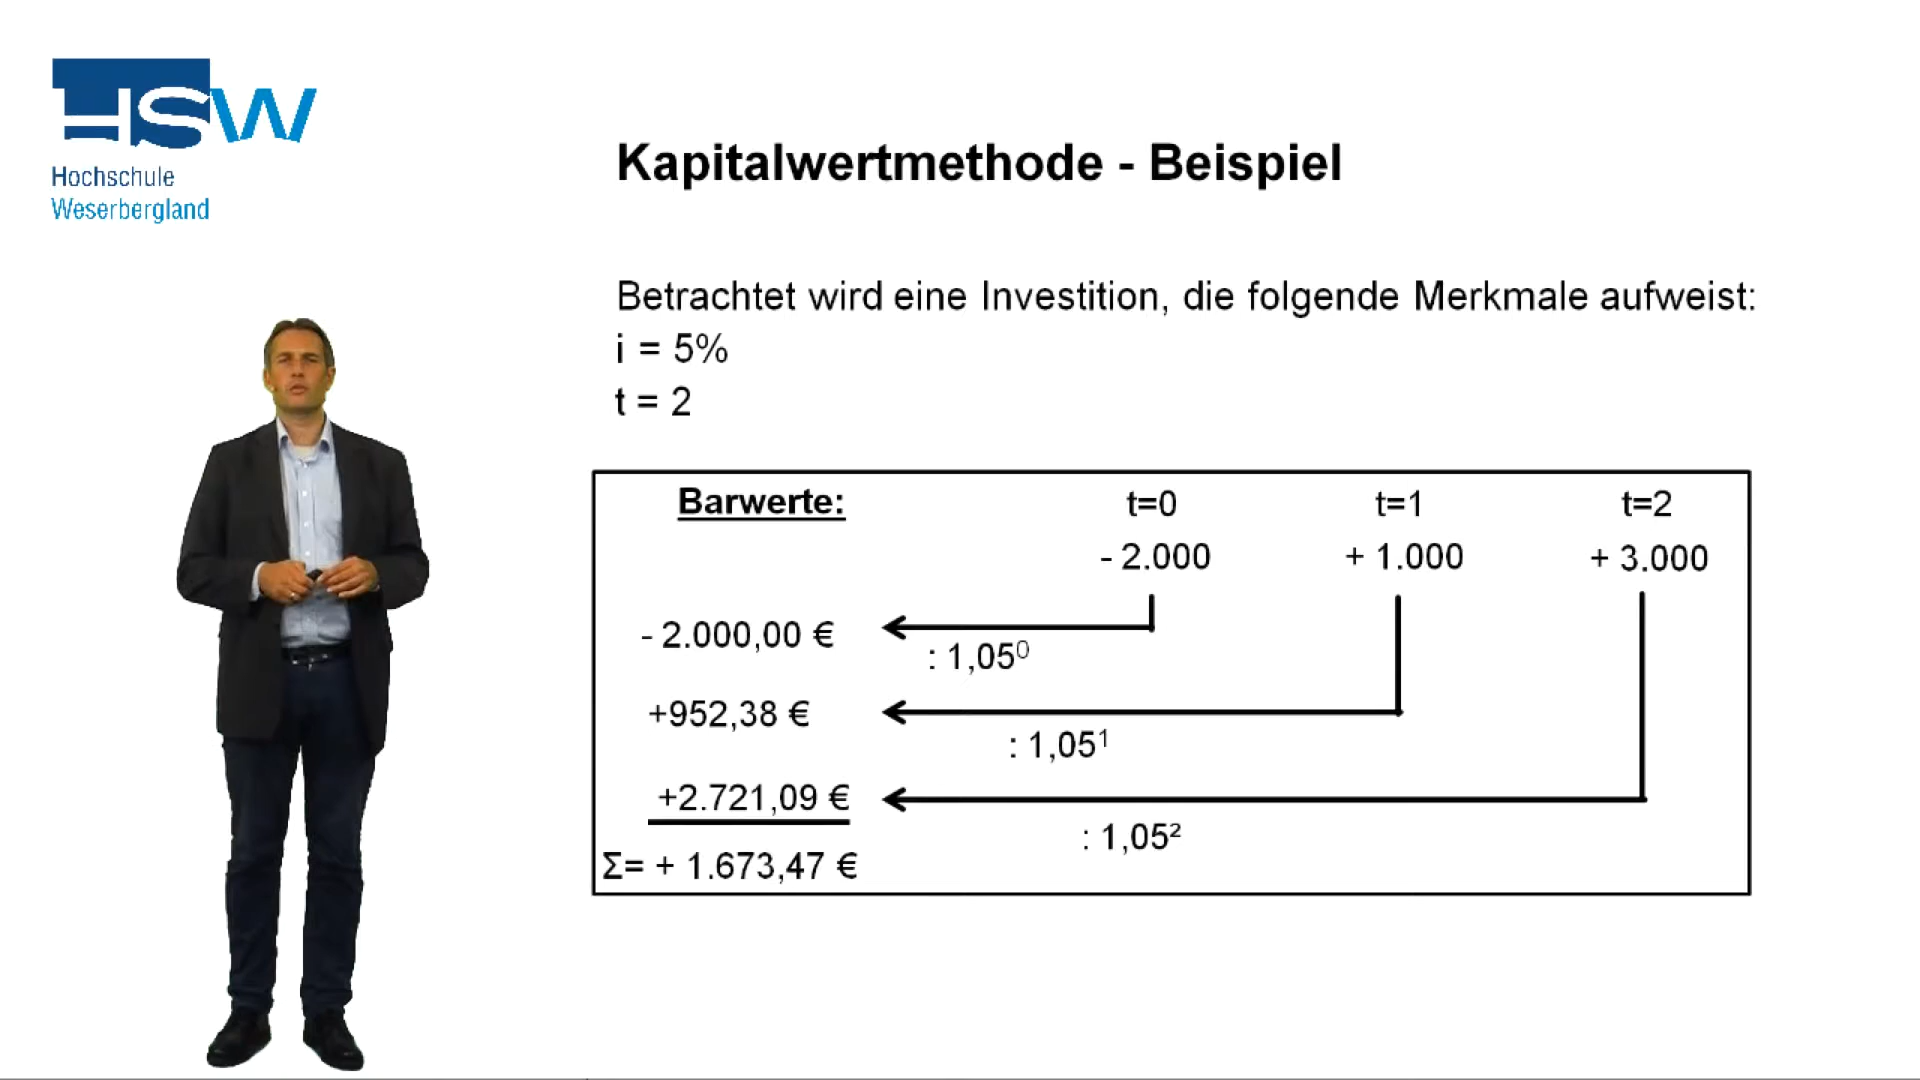 HSW
Hochschule
Weserbergland
Kapitalwertmethode - Beispiel
Betrachtet wird eine Investition, die folgende Merkmale aufweist:
i = 5%
t = 2
Barwerte: t=0 t=1 t=2
- 2.000 + 1.000 + 3.000
- 2.000,00 €
: 1,05⁰
+952,38 €
: 1,05¹
+2.721,09 €
: 1,05²
Σ= + 1.673,47 €